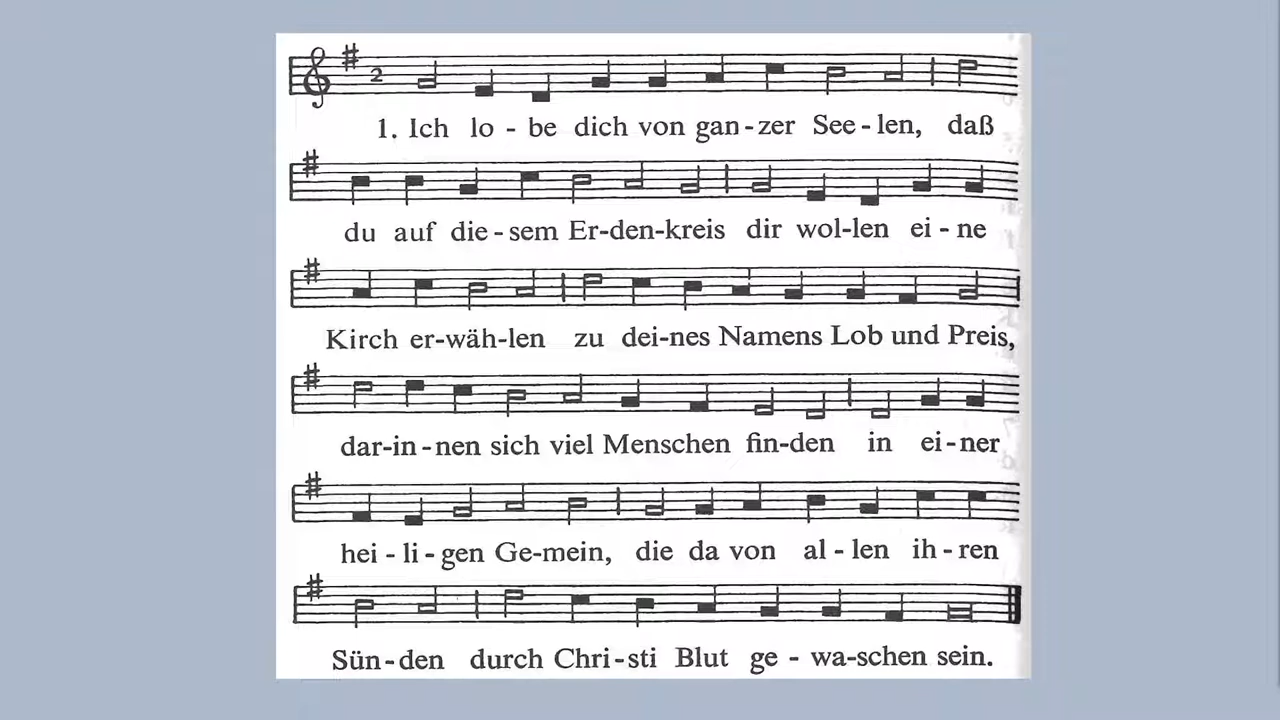 2
1. Ich lo - be dich von gan - zer See - len, daß
du auf die - sem Er-den-kreis dir wol-len ei - ne
Kirch er-wäh-len zu dei-nes Namens Lob und Preis,
dar-in-nen sich viel Menschen fin-den in ei-ner
hei - li - gen Ge-mein, die da von al - len ih - ren
Sün-den durch Chri-sti Blut ge - wa-schen sein.